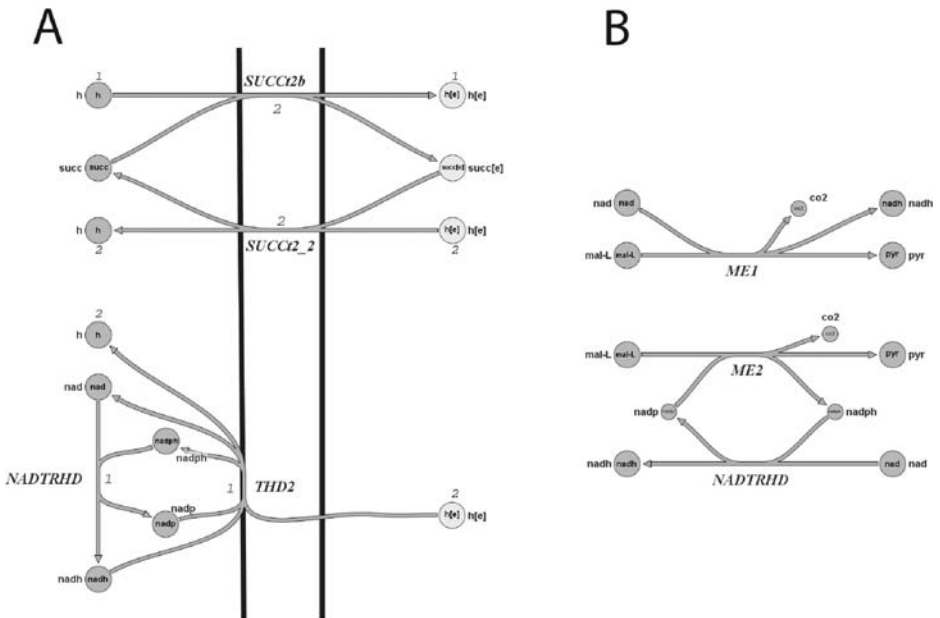 A
B
1
SUCCt2b
1
h
h
h[e]
h[e]
2
succ
succ
succ[e]
succ[e]
2
h
h
h[e]
h[e]
2
SUCCt2_2
2
2
h
h
nad
nad
nadph
nadph
NADTRHD
1
1
THD2
2
nadp
nadp
h[e]
h[e]
nadh
nadh
co2
nad
nad
nadh
nadh
mal-L
mal-L
pyr
pyr
ME1
co2
mal-L
mal-L
pyr
pyr
ME2
nadp
nadph
nadh
nadh
nad
nad
NADTRHD